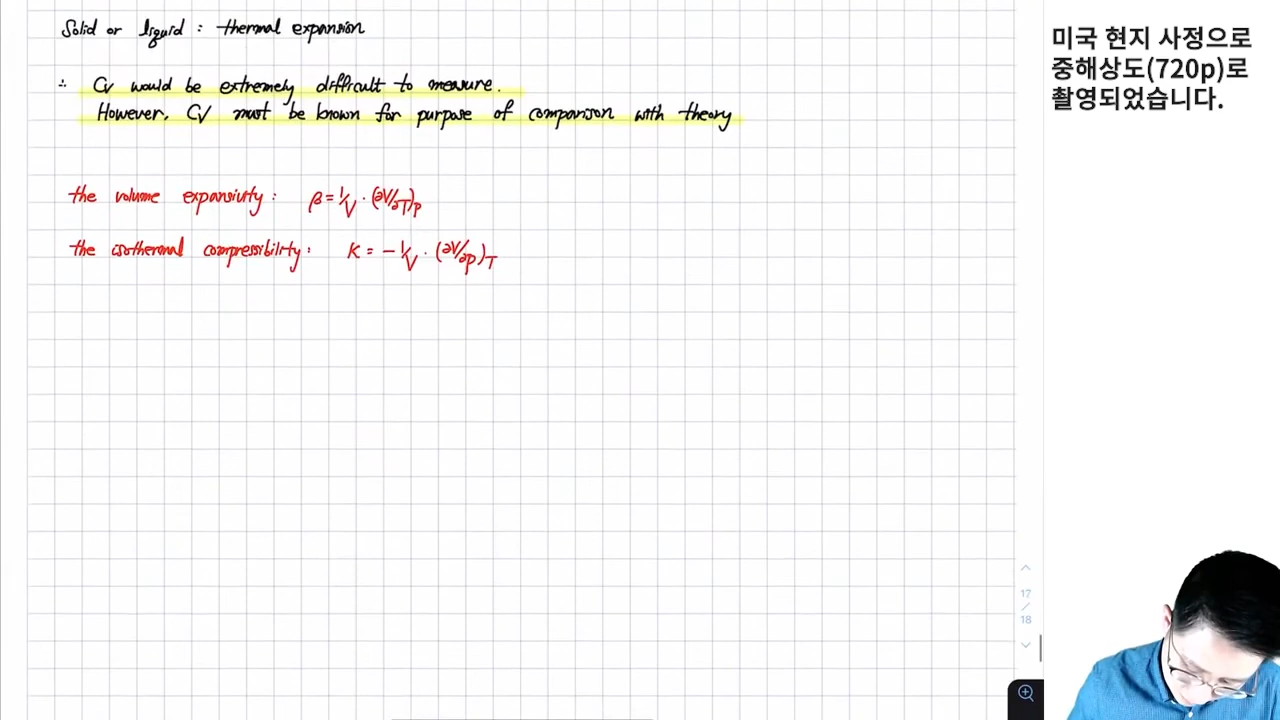 Solid or liquid : thermal expansion
∴ Cv would be extremely difficult to measure.
However, CV must be known for purpose of comparison with theory
the volume expansivity : β = 1/V · (∂V/∂T)p
the isothermal compressibility : K = - 1/V · (∂V/∂p)T
미국 현지 사정으로
중해상도(720p)로
촬영되었습니다.
17
/
18